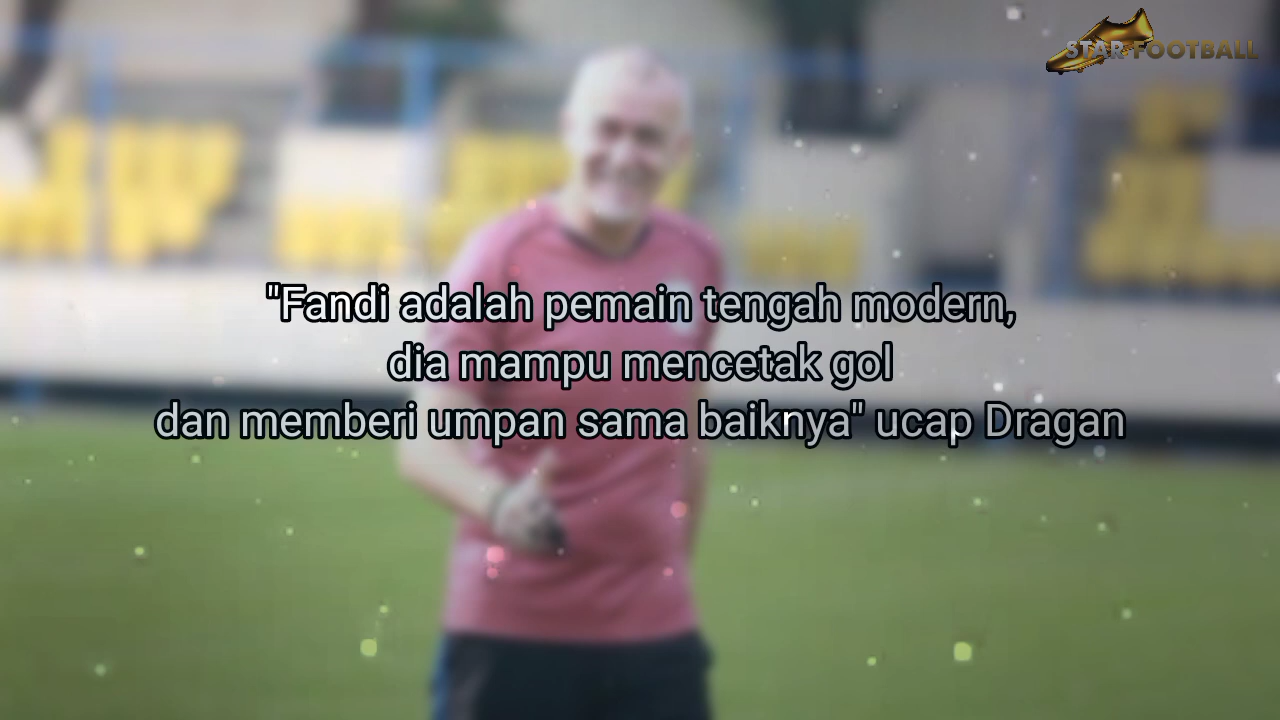 STAR FOOTBALL
"Fandi adalah pemain tengah modern,
dia mampu mencetak gol
dan memberi umpan sama baiknya" ucap Dragan